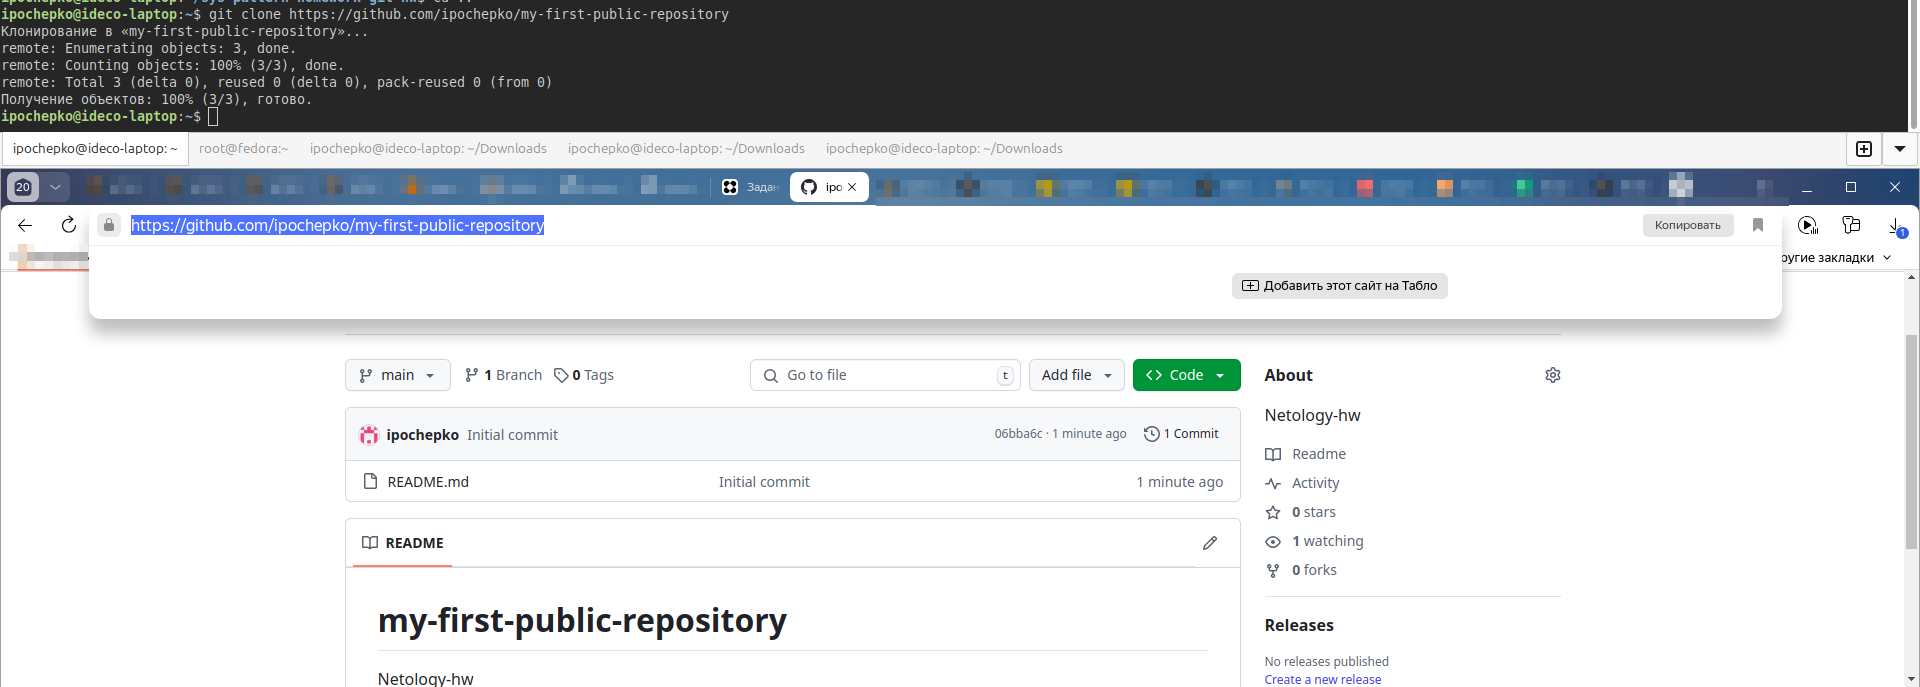 ipochepko@ideco-laptop:~$ git clone https://github.com/ipochepko/my-first-public-repository
Клонирование в «my-first-public-repository»...
remote: Enumerating objects: 3, done.
remote: Counting objects: 100% (3/3), done.
remote: Total 3 (delta 0), reused 0 (delta 0), pack-reused 0 (from 0)
Получение объектов: 100% (3/3), готово.
ipochepko@ideco-laptop:~$
ipochepko@ideco-laptop: ~ root@fedora:~ ipochepko@ideco-laptop: ~/Downloads ipochepko@ideco-laptop: ~/Downloads ipochepko@ideco-laptop: ~/Downloads
20 Задан ipo
https://github.com/ipochepko/my-first-public-repository Копировать
1
ругие закладки
Добавить этот сайт на Табло
main 1 Branch 0 Tags Go to file t Add file Code About
Netology-hw
ipochepko Initial commit 06bba6c · 1 minute ago 1 Commit
Readme
README.md Initial commit 1 minute ago
Activity
0 stars
README
1 watching
0 forks
my-first-public-repository
Releases
No releases published
Netology-hw
Create a new release